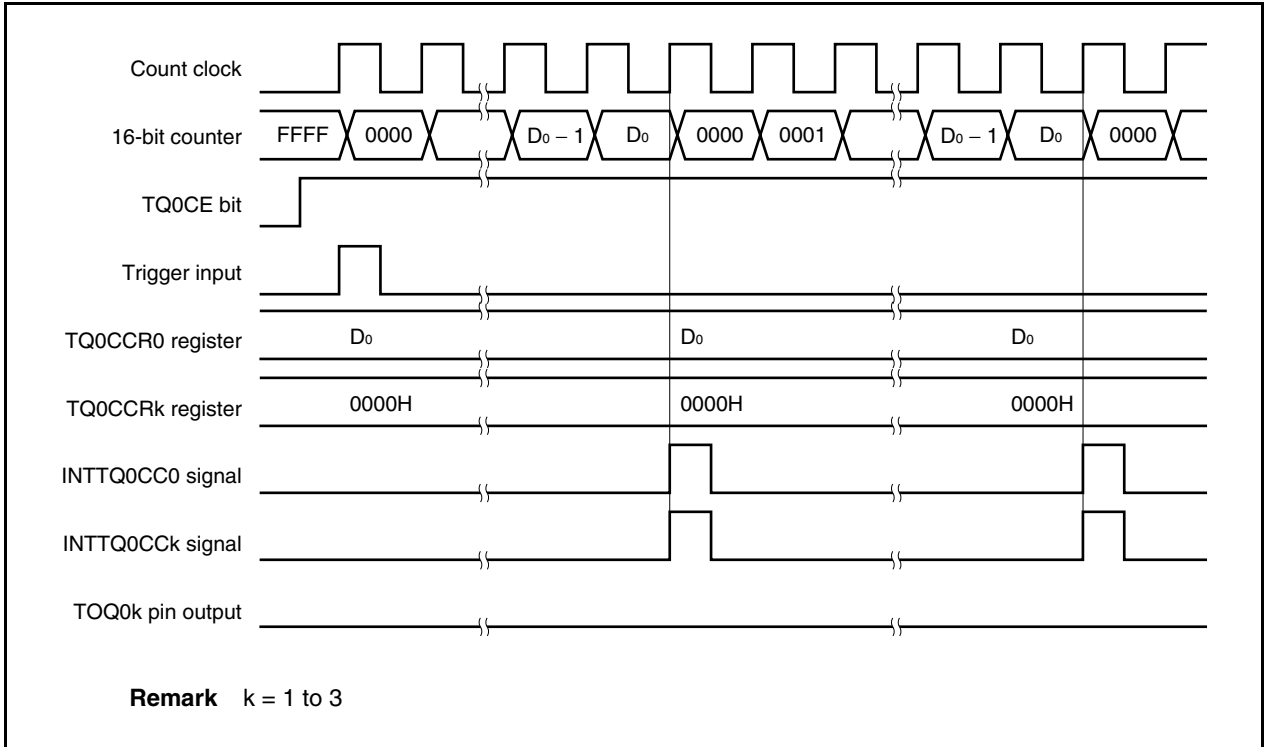 Count clock
16-bit counter FFFF 0000 D₀ − 1 D₀ 0000 0001 D₀ − 1 D₀ 0000
TQ0CE bit
Trigger input
TQ0CCR0 register D₀ D₀ D₀
TQ0CCRk register 0000H 0000H 0000H
INTTQ0CC0 signal
INTTQ0CCk signal
TOQ0k pin output
Remark k = 1 to 3